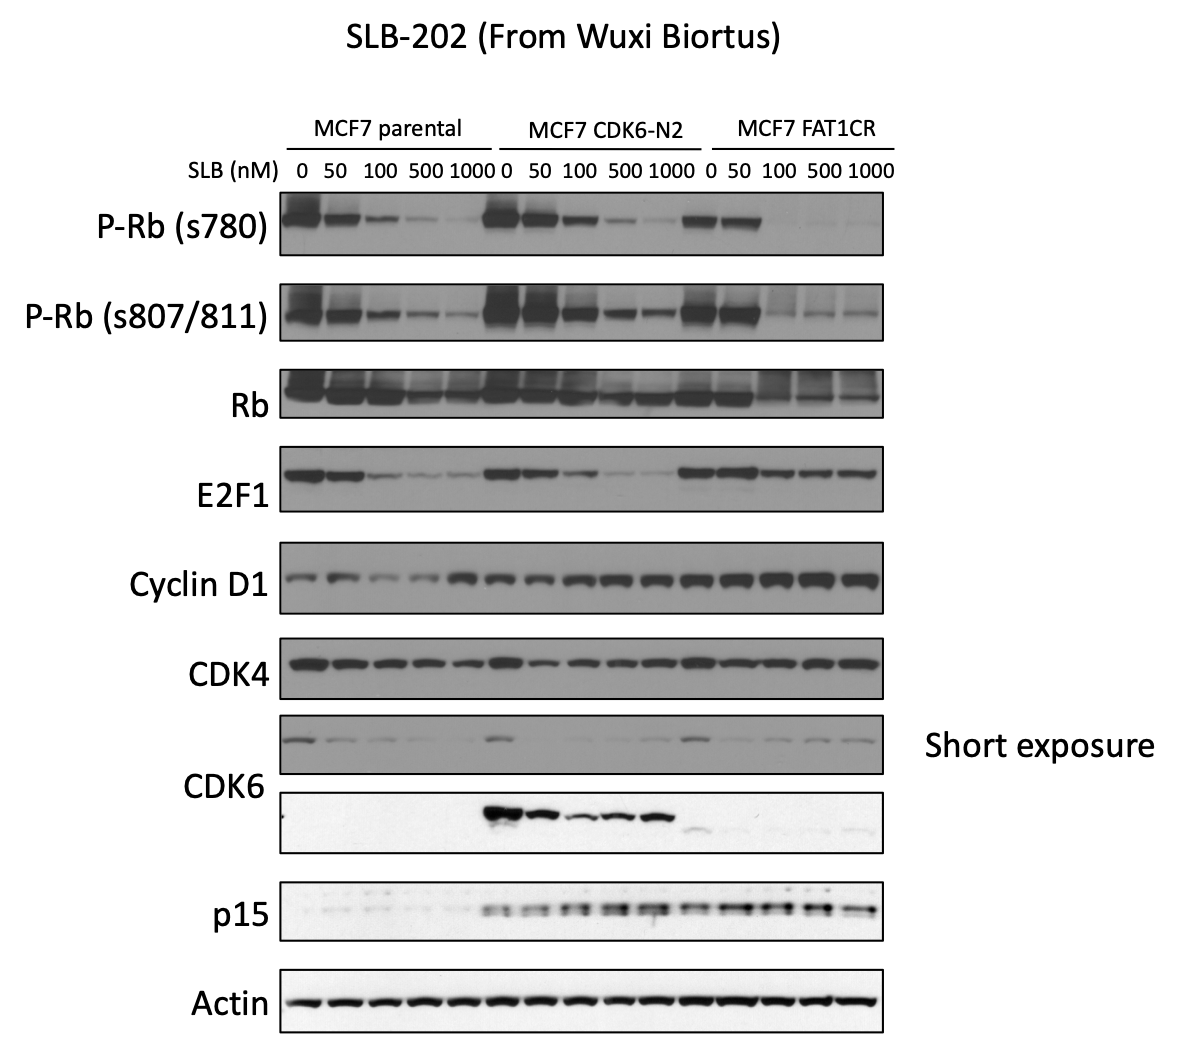 SLB-202 (From Wuxi Biortus)
MCF7 parental MCF7 CDK6-N2 MCF7 FAT1CR
SLB (nM) 0 50 100 500 1000 0 50 100 500 1000 0 50 100 500 1000
P-Rb (s780)
P-Rb (s807/811)
Rb
E2F1
Cyclin D1
CDK4
Short exposure
CDK6
p15
Actin